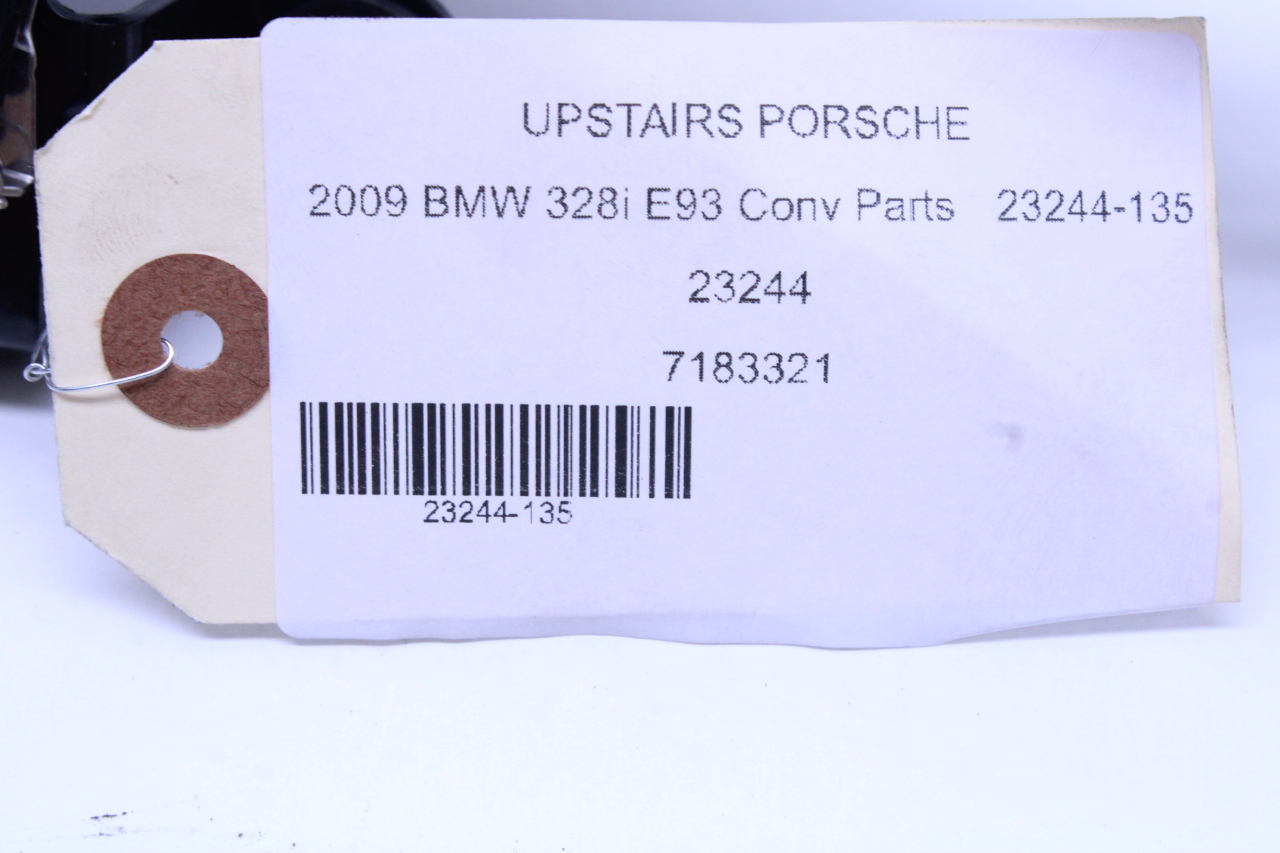 UPSTAIRS PORSCHE
2009 BMW 328i E93 Conv Parts 23244-135
23244
7183321
23244-135